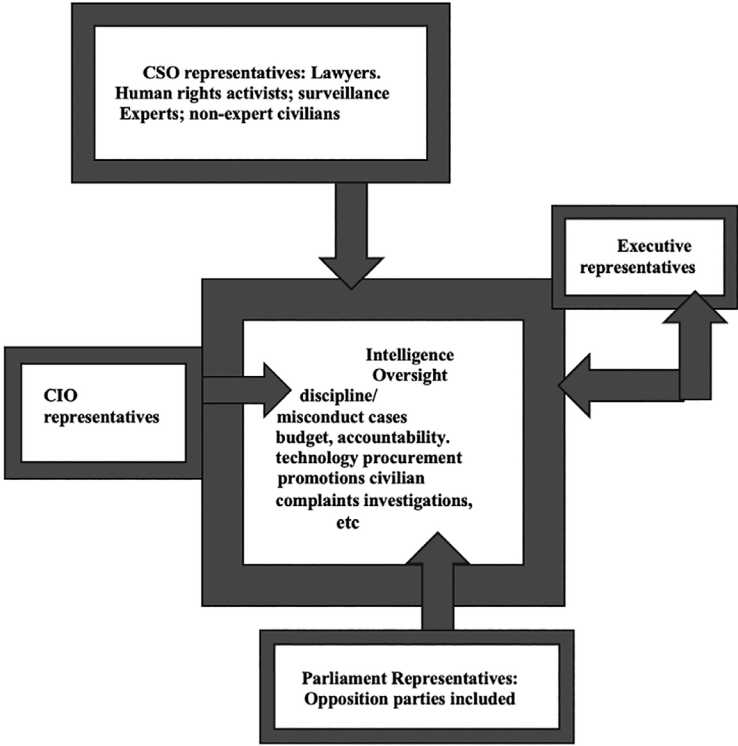 CSO representatives: Lawyers.
Human rights activists; surveillance
Experts; non-expert civilians
Executive
representatives
Intelligence
Oversight
discipline/
misconduct cases
budget, accountability.
technology procurement
promotions civilian
complaints investigations,
etc
CIO
representatives
Parliament Representatives:
Opposition parties included